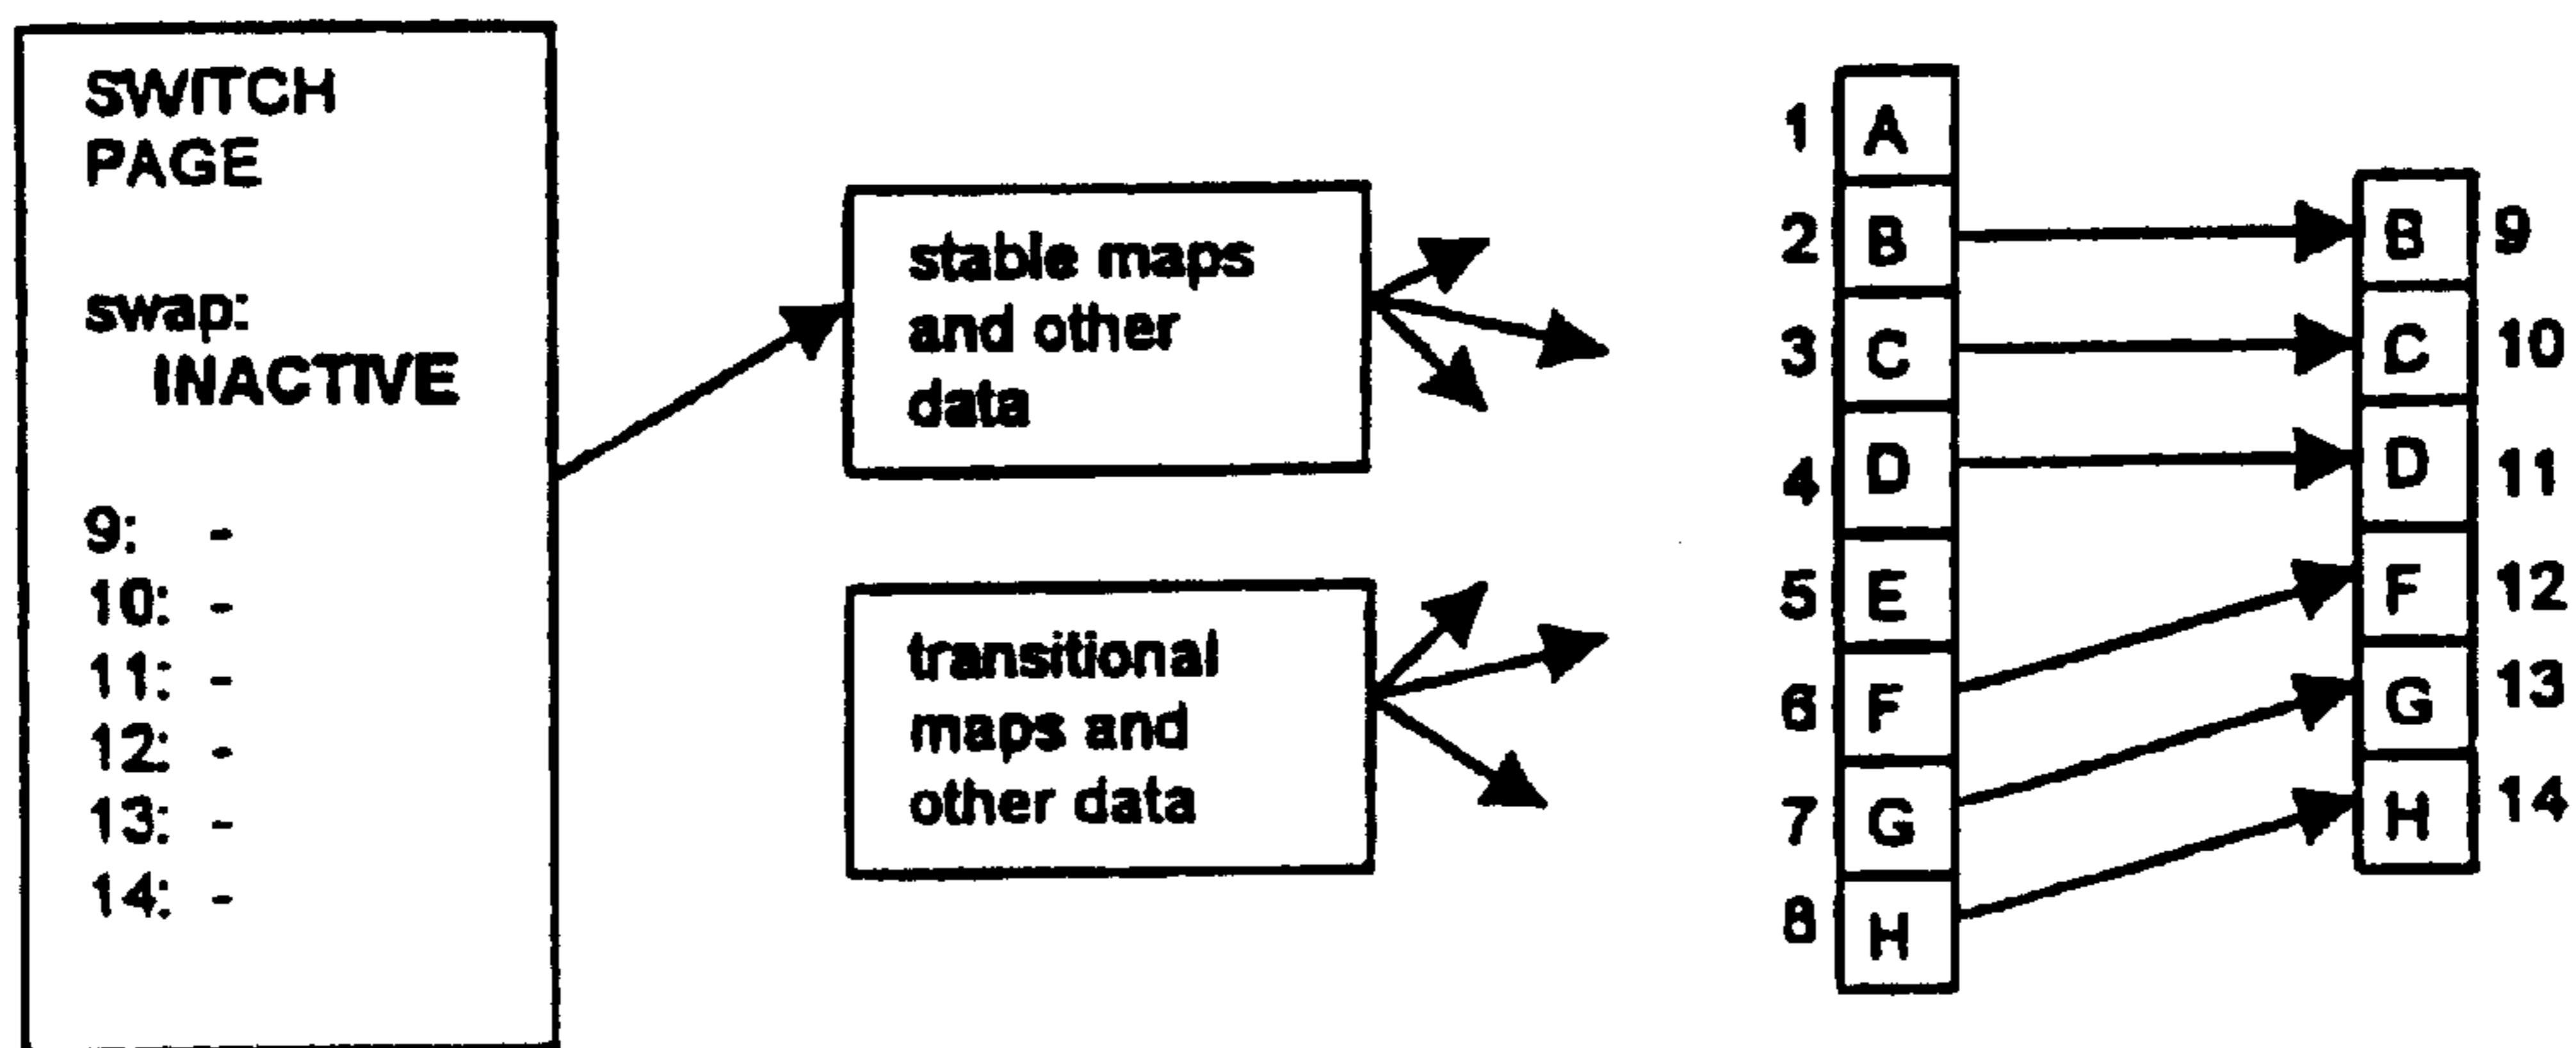 SWITCH
PAGE
swap:
INACTIVE
9: -
10: -
11: -
12: -
13: -
14: -
stable maps
and other
data
transitional
maps and
other data
1 A
2 B
3 C
4 D
5 E
6 F
7 G
8 H
B 9
C 10
D 11
F 12
G 13
H 14